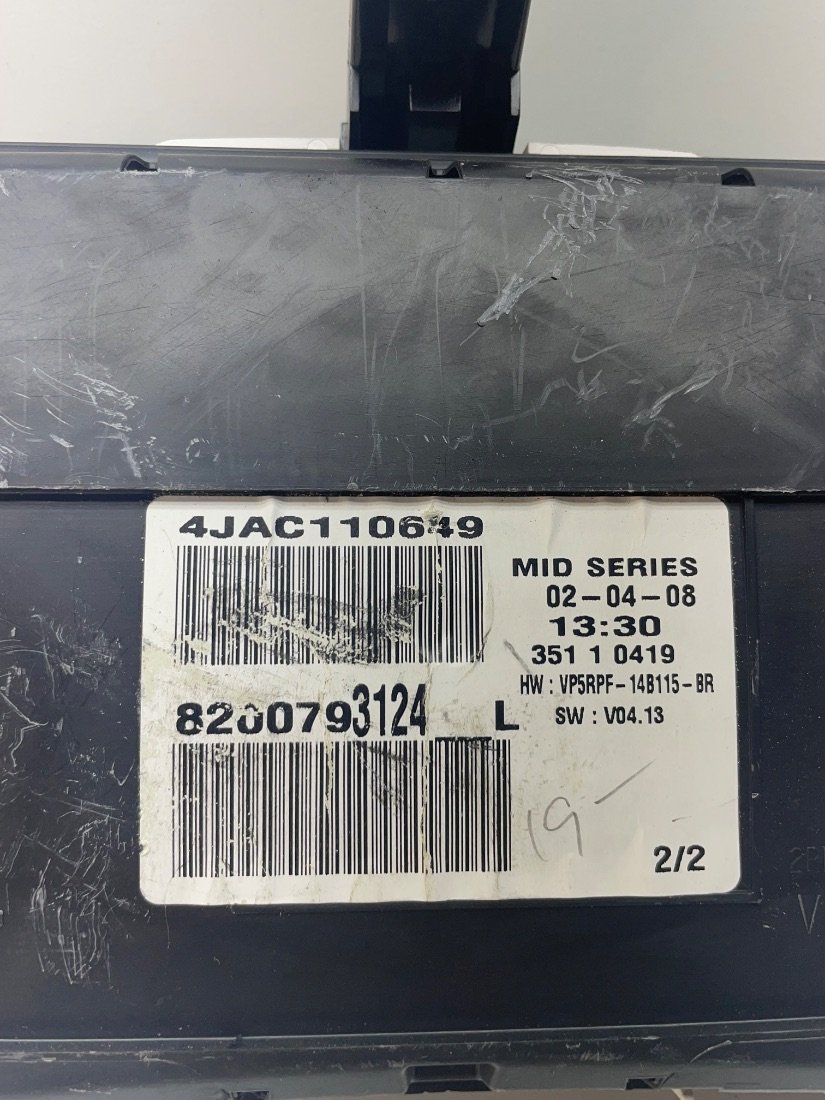 4JAC110649
MID SERIES
02-04-08
13:30
351 1 0419
HW : VP5RPF-14B115-BR
8200793124__L
SW : V04.13
19-
2/2
V